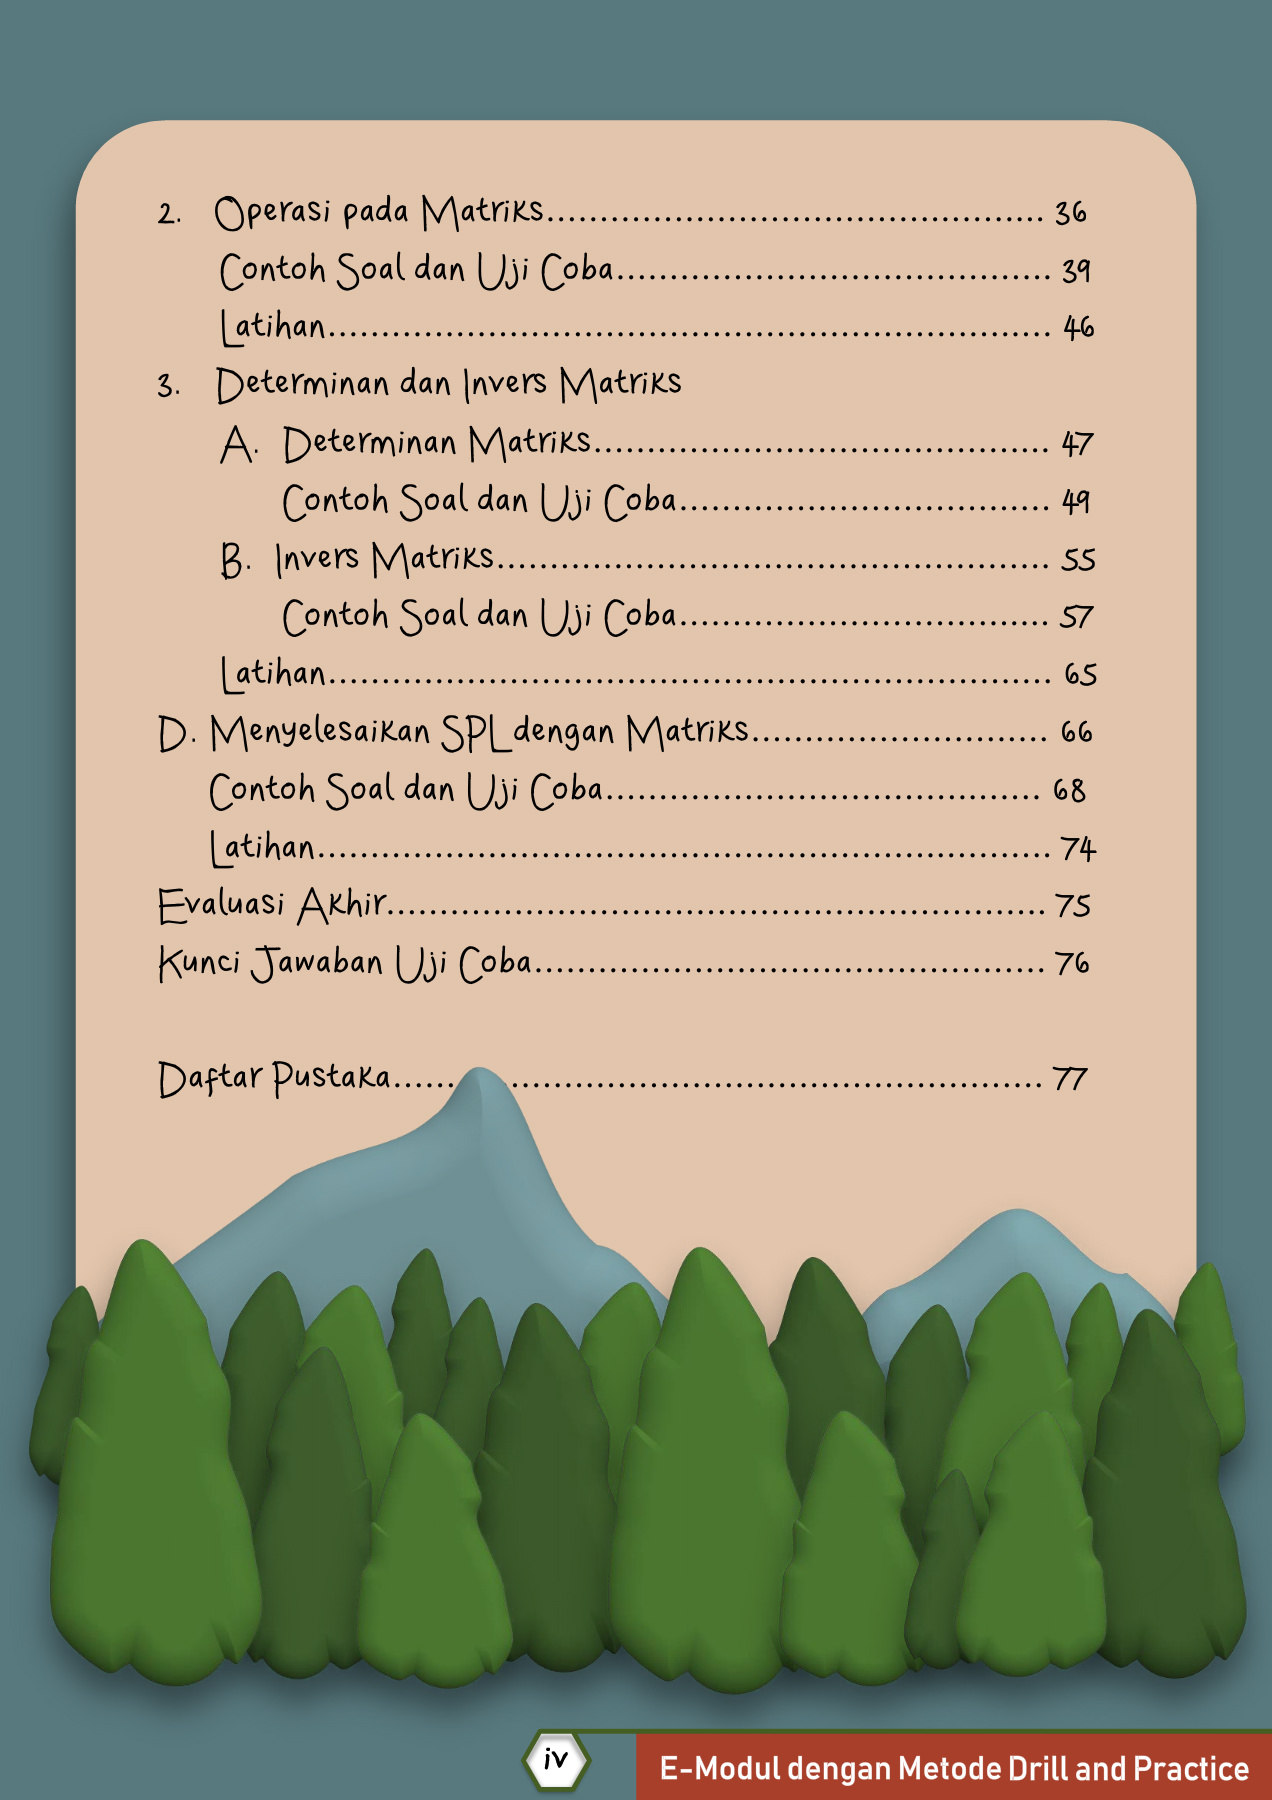 2. Operasi pada Matriks............................................... 36
Contoh Soal dan Uji Coba......................................... 39
Latihan.................................................................... 46
3. Determinan dan Invers Matriks
A. Determinan Matriks........................................... 47
Contoh Soal dan Uji Coba................................... 49
B. Invers Matriks.................................................... 55
Contoh Soal dan Uji Coba................................... 57
Latihan.................................................................... 65
D. Menyelesaikan SPL dengan Matriks............................ 66
Contoh Soal dan Uji Coba......................................... 68
Latihan..................................................................... 74
Evaluasi Akhir.............................................................. 75
Kunci Jawaban Uji Coba................................................ 76
Daftar Pustaka........................................................ 77
iv
E-Modul dengan Metode Drill and Practice